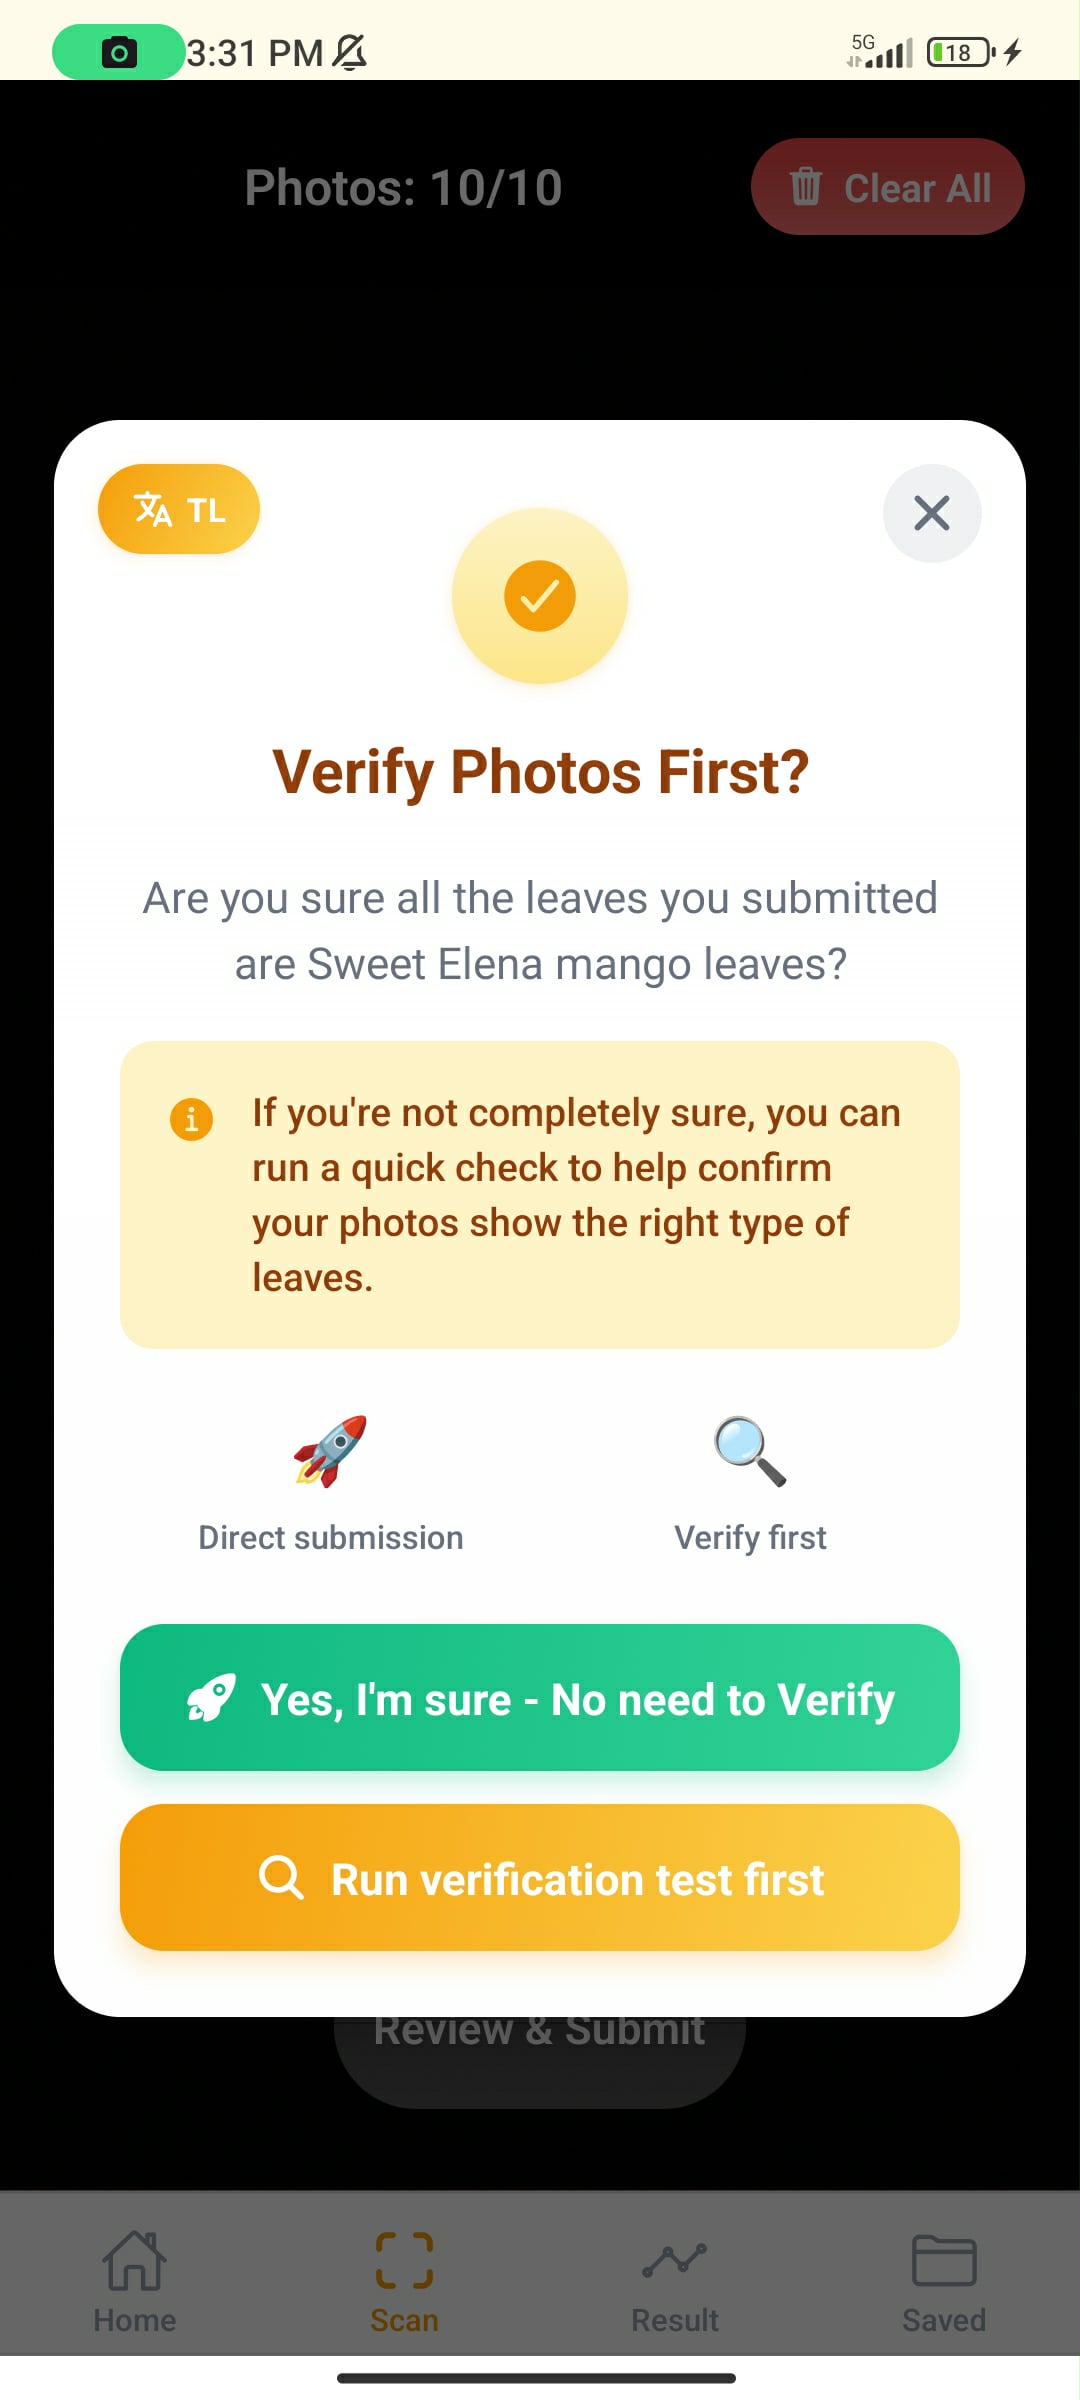 3:31 PM
5G
18
Photos: 10/10
Clear All
TL
Verify Photos First?
Are you sure all the leaves you submitted
are Sweet Elena mango leaves?
If you're not completely sure, you can
run a quick check to help confirm
your photos show the right type of
leaves.
Direct submission
Verify first
Yes, I'm sure - No need to Verify
Run verification test first
Review & Submit
Home
Scan
Result
Saved